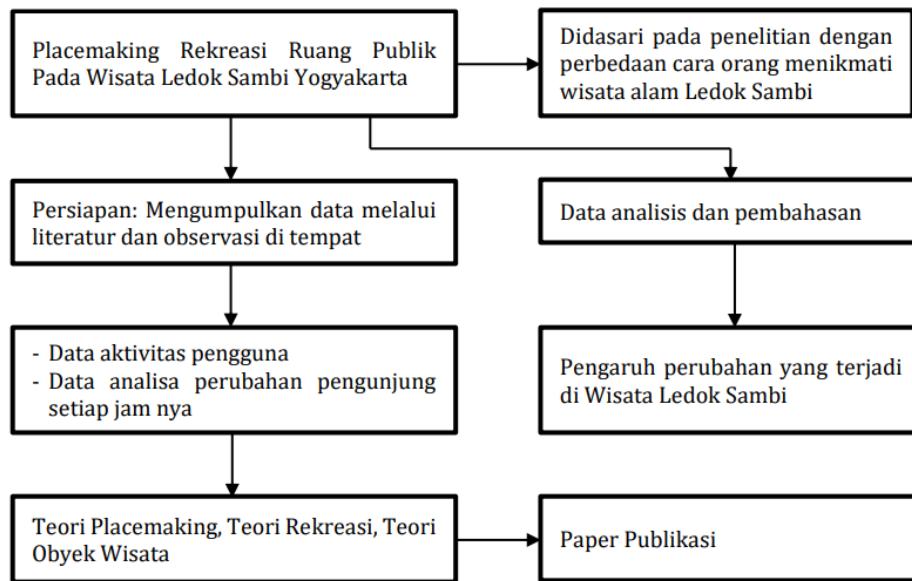 Placemaking Rekreasi Ruang Publik
Pada Wisata Ledok Sambi Yogyakarta
Didasari pada penelitian dengan
perbedaan cara orang menikmati
wisata alam Ledok Sambi
Persiapan: Mengumpulkan data melalui
literatur dan observasi di tempat
Data analisis dan pembahasan
- Data aktivitas pengguna
- Data analisa perubahan pengunjung
setiap jam nya
Pengaruh perubahan yang terjadi
di Wisata Ledok Sambi
Teori Placemaking, Teori Rekreasi, Teori
Obyek Wisata
Paper Publikasi